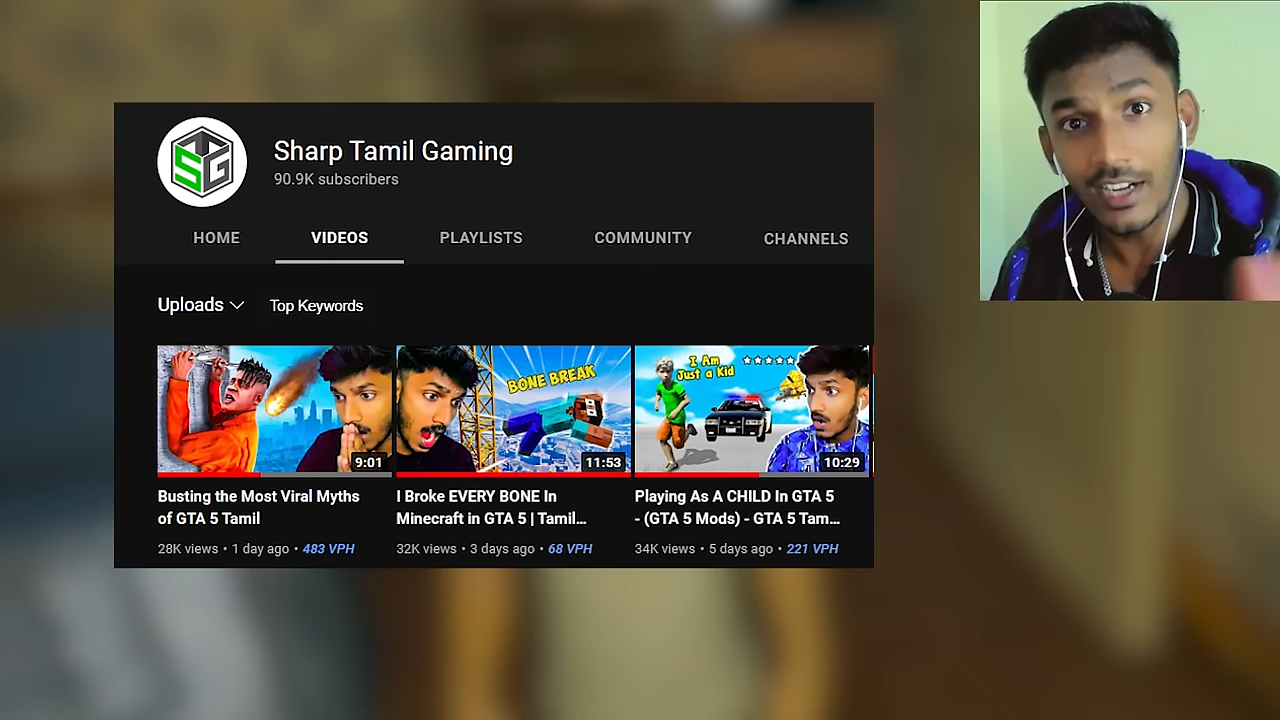 SG
Sharp Tamil Gaming
90.9K subscribers
HOME VIDEOS PLAYLISTS COMMUNITY CHANNELS
Uploads Top Keywords
BONE BREAK
I Am
Just a Kid
9:01 11:53 10:29
Busting the Most Viral Myths
of GTA 5 Tamil
28K views • 1 day ago • 483 VPH
I Broke EVERY BONE In
Minecraft in GTA 5 | Tamil...
32K views • 3 days ago • 68 VPH
Playing As A CHILD In GTA 5
- (GTA 5 Mods) - GTA 5 Tam...
34K views • 5 days ago • 221 VPH